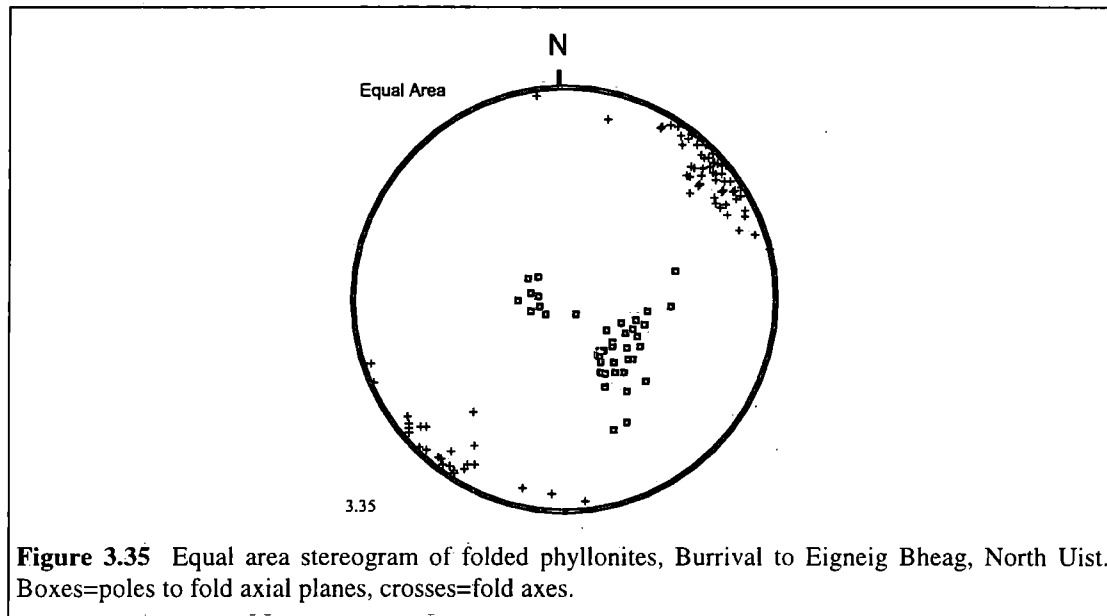 N
Equal Area
3.35
Figure 3.35 Equal area stereogram of folded phyllonites, Burrival to Eigneig Bheag, North Uist.
Boxes=poles to fold axial planes, crosses=fold axes.